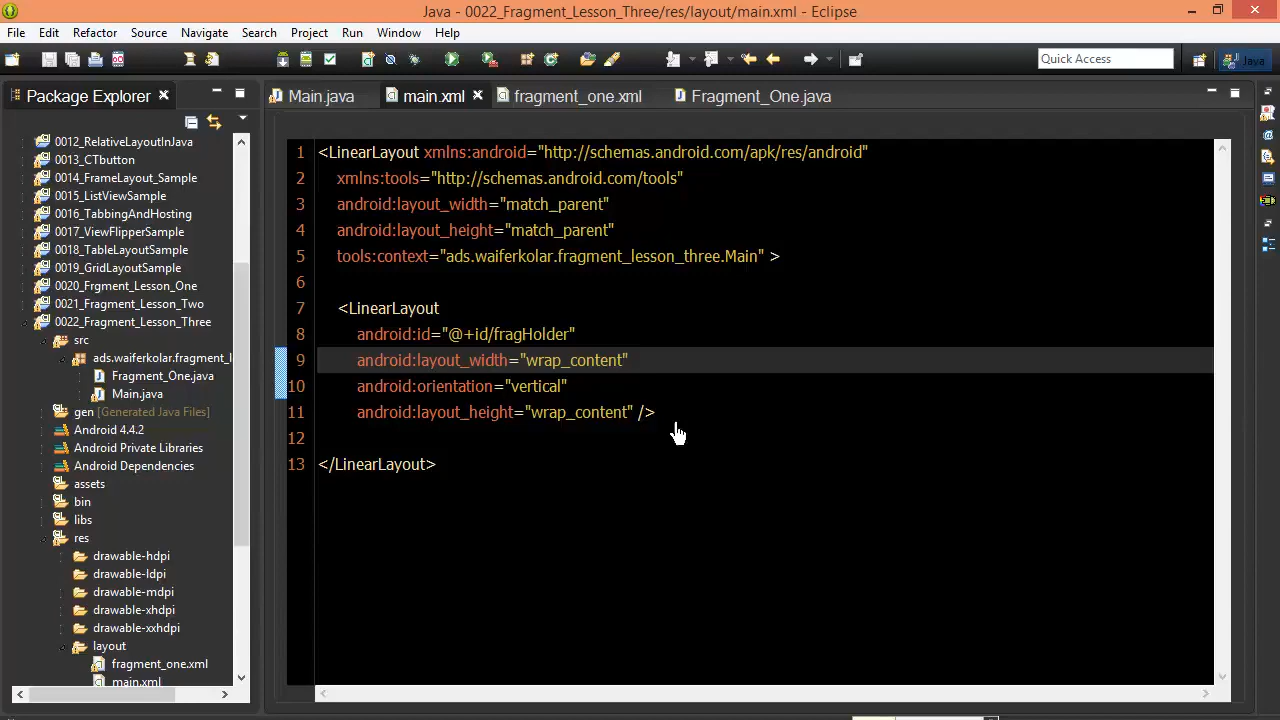 Java - 0022_Fragment_Lesson_Three/res/layout/main.xml - Eclipse
File Edit Refactor Source Navigate Search Project Run Window Help
Quick Access
Java
Package Explorer
Main.java
main.xml
fragment_one.xml
Fragment_One.java
0012_RelativeLayoutInJava
0013_CTbutton
0014_FrameLayout_Sample
0015_ListViewSample
0016_TabbingAndHosting
0017_ViewFlipperSample
0018_TableLayoutSample
0019_GridLayoutSample
0020_Frgment_Lesson_One
0021_Fragment_Lesson_Two
0022_Fragment_Lesson_Three
src
ads.waiferkolar.fragment_l
Fragment_One.java
Main.java
gen [Generated Java Files]
Android 4.4.2
Android Private Libraries
Android Dependencies
assets
bin
libs
res
drawable-hdpi
drawable-ldpi
drawable-mdpi
drawable-xhdpi
drawable-xxhdpi
layout
fragment_one.xml
main.xml
1 <LinearLayout xmlns:android="http://schemas.android.com/apk/res/android"
2 xmlns:tools="http://schemas.android.com/tools"
3 android:layout_width="match_parent"
4 android:layout_height="match_parent"
5 tools:context="ads.waiferkolar.fragment_lesson_three.Main" >
6
7 <LinearLayout
8 android:id="@+id/fragHolder"
9 android:layout_width="wrap_content"
10 android:orientation="vertical"
11 android:layout_height="wrap_content" />
12
13 </LinearLayout>